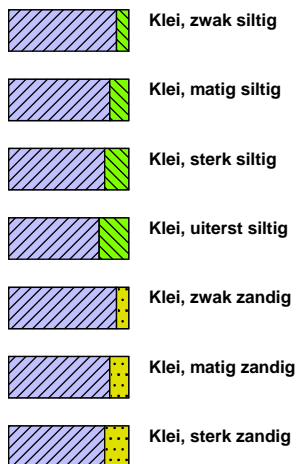 Klei, zwak siltig
Klei, matig siltig
Klei, sterk siltig
Klei, uiterst siltig
Klei, zwak zandig
Klei, matig zandig
Klei, sterk zandig